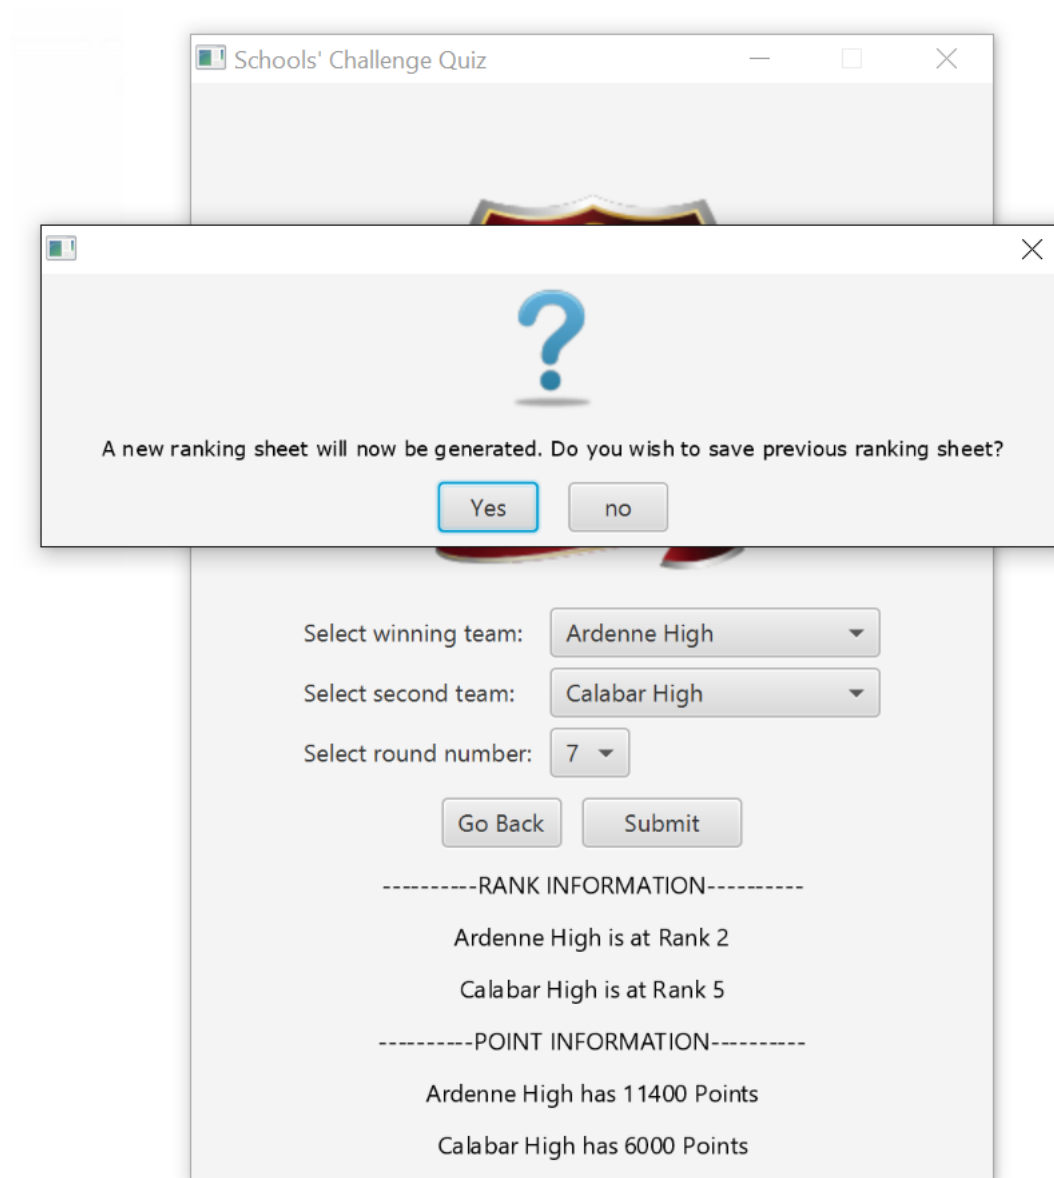 Schools' Challenge Quiz
A new ranking sheet will now be generated. Do you wish to save previous ranking sheet?
Yes no
Select winning team: Ardenne High
Select second team: Calabar High
Select round number: 7
Go Back Submit
----------RANK INFORMATION----------
Ardenne High is at Rank 2
Calabar High is at Rank 5
----------POINT INFORMATION----------
Ardenne High has 11400 Points
Calabar High has 6000 Points